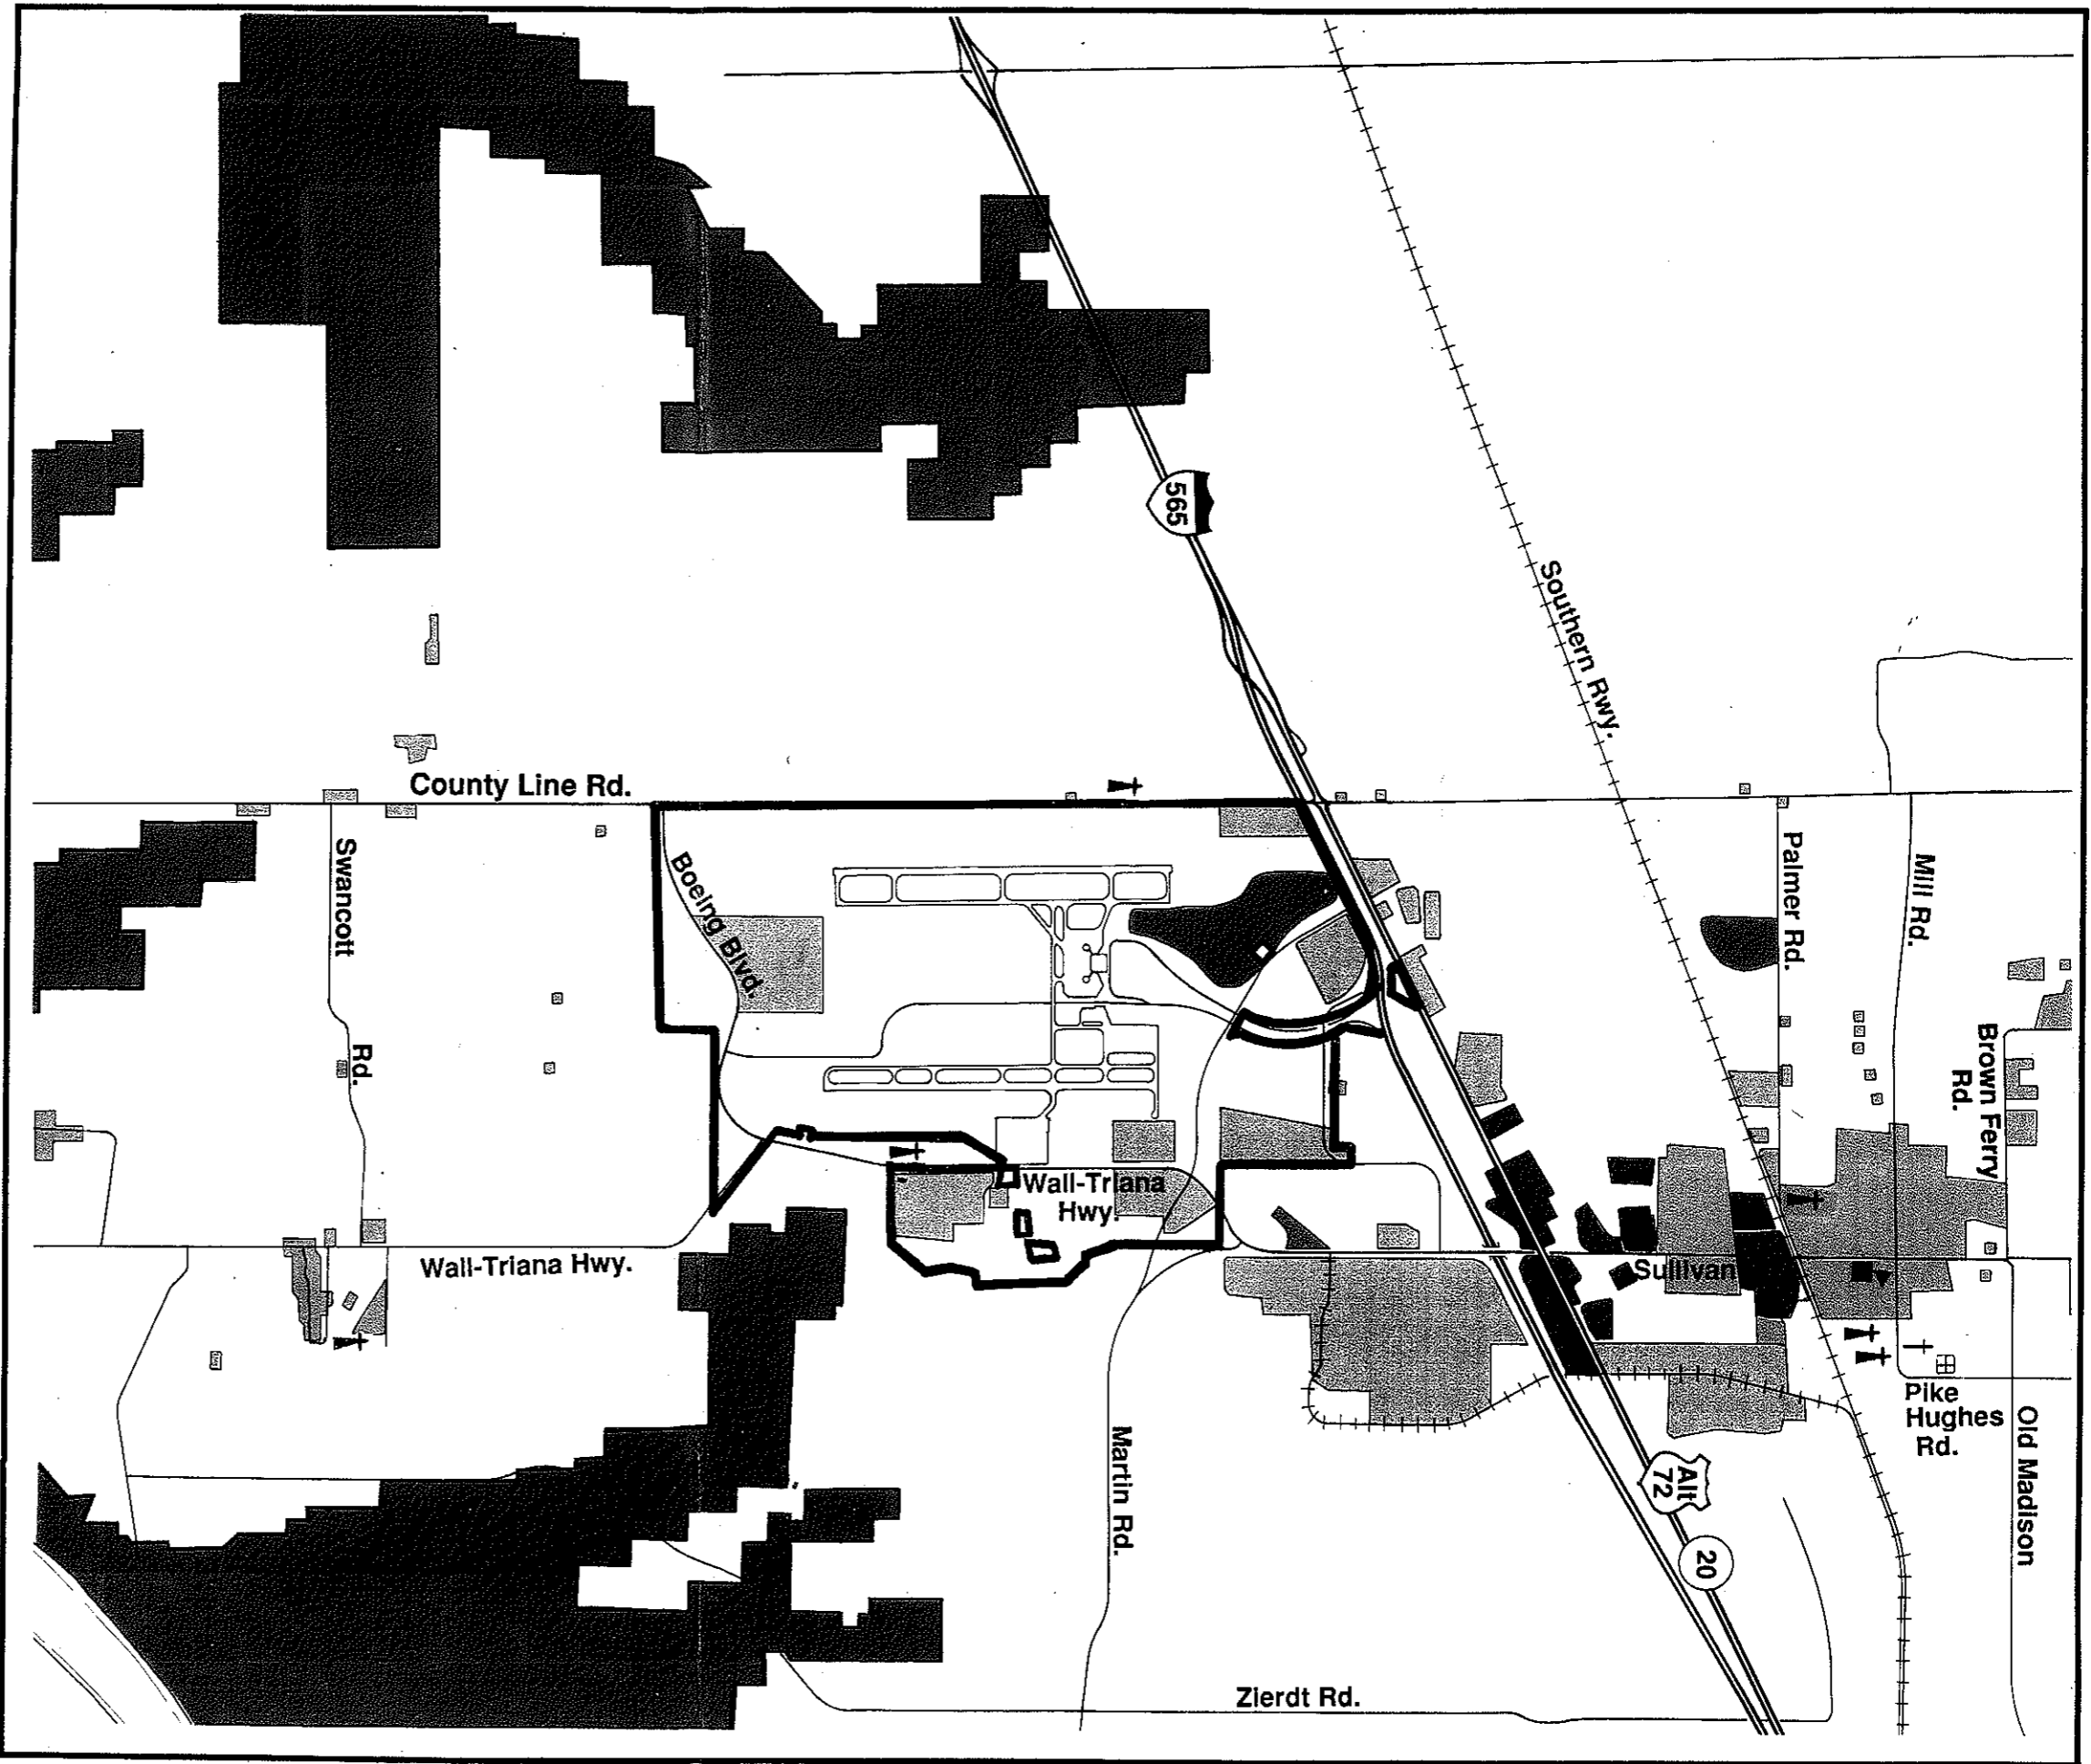 565
Southern Rwy.
County Line Rd.
Swancott
Rd.
Boeing Blvd.
Palmer Rd.
Mill Rd.
Brown Ferry
Rd.
Wall-Triana
Hwy.
Wall-Triana Hwy.
Sullivan
Pike
Hughes
Rd.
Old Madison
Martin Rd.
Alt
72
20
Zierdt Rd.